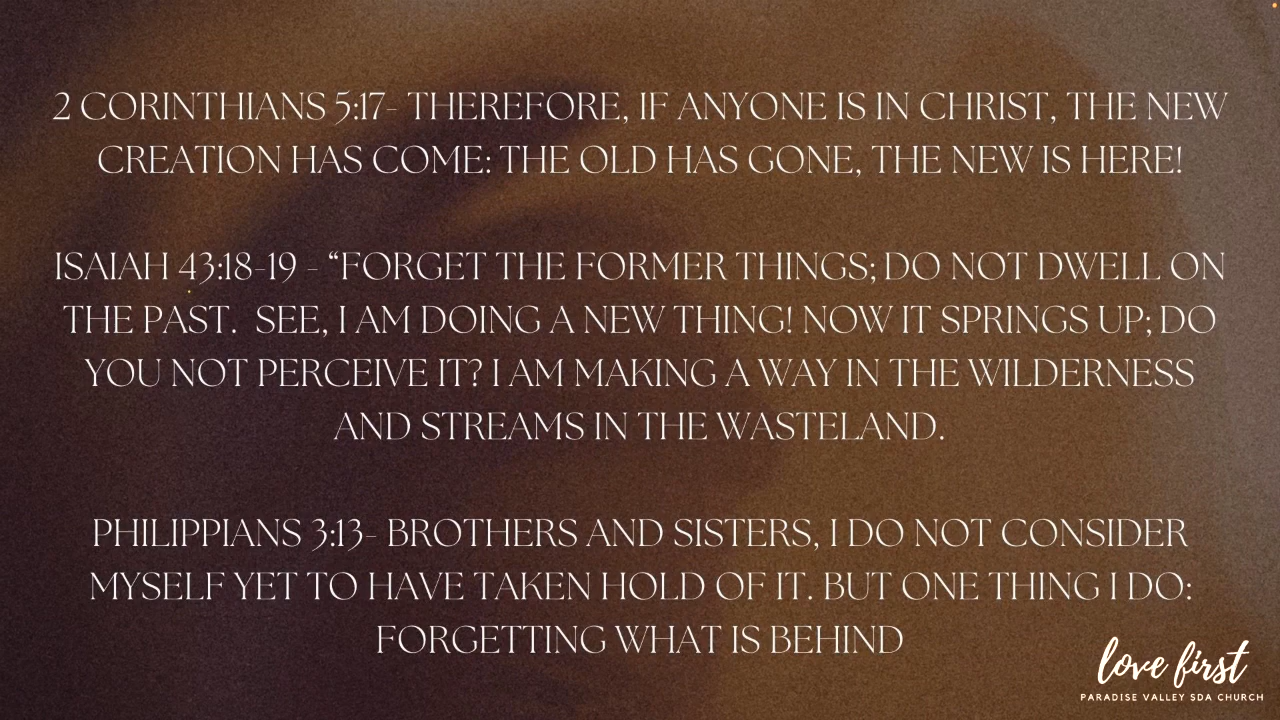 2 CORINTHIANS 5:17- THEREFORE, IF ANYONE IS IN CHRIST, THE NEW
CREATION HAS COME: THE OLD HAS GONE, THE NEW IS HERE!
ISAIAH 43:18-19 - “FORGET THE FORMER THINGS; DO NOT DWELL ON
THE PAST.  SEE, I AM DOING A NEW THING! NOW IT SPRINGS UP; DO
YOU NOT PERCEIVE IT? I AM MAKING A WAY IN THE WILDERNESS
AND STREAMS IN THE WASTELAND.
PHILIPPIANS 3:13- BROTHERS AND SISTERS, I DO NOT CONSIDER
MYSELF YET TO HAVE TAKEN HOLD OF IT. BUT ONE THING I DO:
FORGETTING WHAT IS BEHIND
love first
PARADISE VALLEY SDA CHURCH